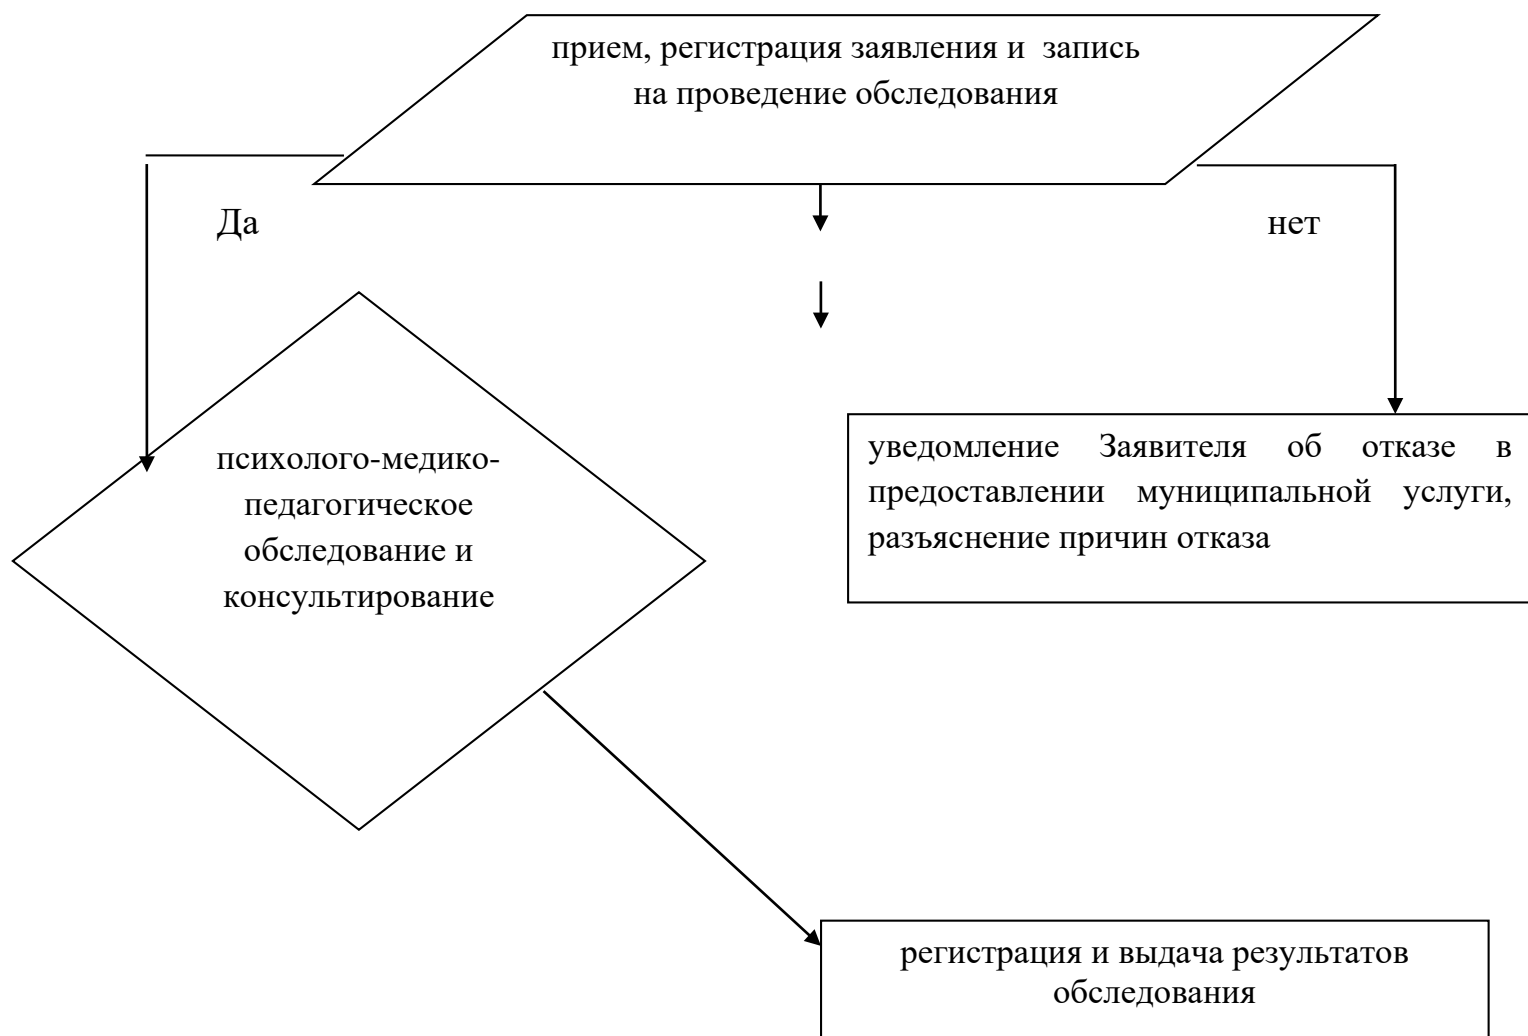 прием, регистрация заявления и запись
на проведение обследования
Да
нет
психолого-медико-
педагогическое
обследование и
консультирование
уведомление Заявителя об отказе в
предоставлении муниципальной услуги,
разъяснение причин отказа
регистрация и выдача результатов
обследования